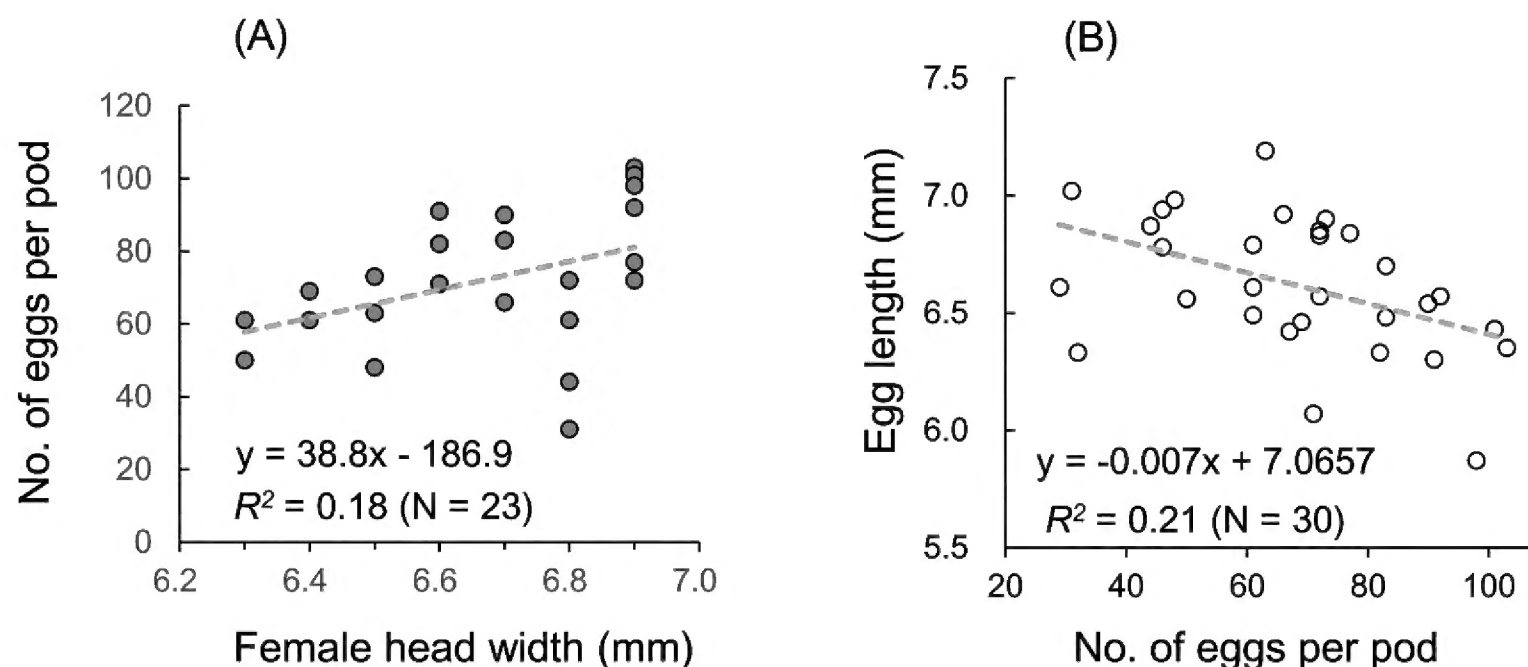 (A)
No. of eggs per pod
120
100
80
60
40
20
0
y = 38.8x - 186.9
R² = 0.18 (N = 23)
6.2 6.4 6.6 6.8 7.0
Female head width (mm)
(B)
Egg length (mm)
7.5
7.0
6.5
6.0
5.5
y = -0.007x + 7.0657
R² = 0.21 (N = 30)
20 40 60 80 100
No. of eggs per pod